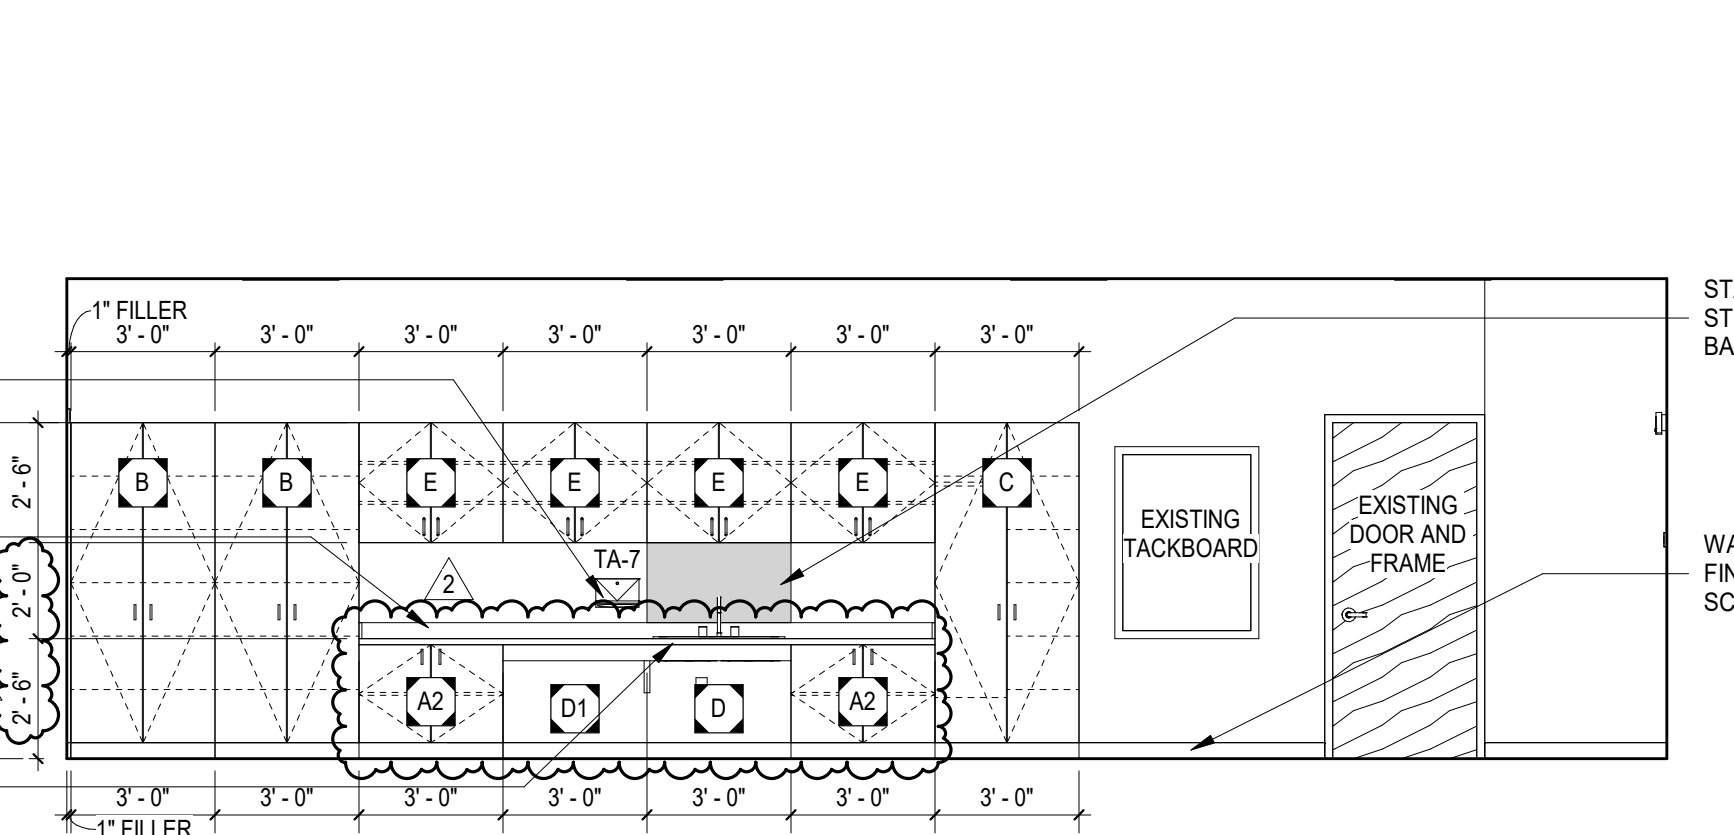 1" FILLER
3' - 0" 3' - 0" 3' - 0" 3' - 0" 3' - 0" 3' - 0" 3' - 0"
2' - 6"
2' - 0"
2' - 6"
B B E E E E C
TA-7
2
A2 D1 D A2
EXISTING
TACKBOARD
EXISTING
DOOR AND
FRAME
3' - 0" 3' - 0" 3' - 0" 3' - 0" 3' - 0" 3' - 0" 3' - 0"
1" FILLER